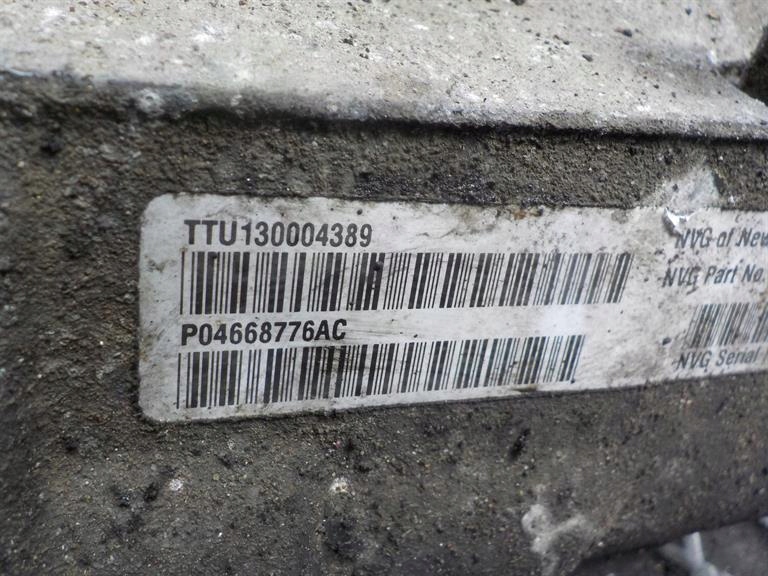 TTU130004389
P04668776AC
NVG of New
NVG Part No.
NVG Serial